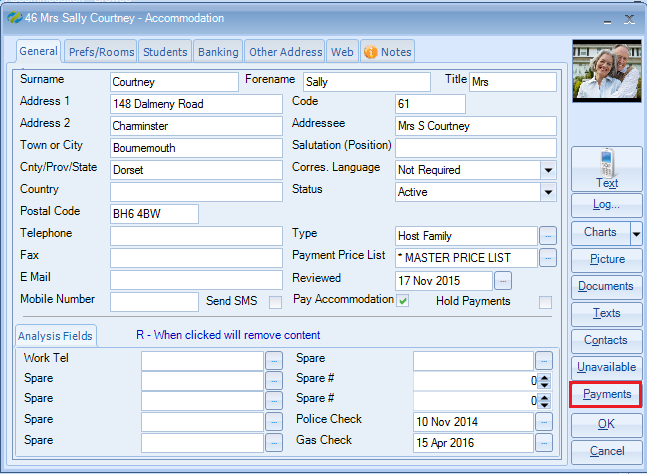 46 Mrs Sally Courtney - Accommodation
General Prefs/Rooms Students Banking Other Address Web Notes
Surname Courtney Forename Sally Title Mrs
Address 1 148 Dalmeny Road Code 61
Address 2 Charminster Addressee Mrs S Courtney
Town or City Bournemouth Salutation (Position)
Cnty/Prov/State Dorset Corres. Language Not Required
Country Status Active
Postal Code BH6 4BW
Telephone Type Host Family ...
Fax Payment Price List * MASTER PRICE LIST ...
E Mail Reviewed 17 Nov 2015 ...
Mobile Number Send SMS Pay Accommodation Hold Payments
Analysis Fields R - When clicked will remove content
Work Tel ... Spare ...
Spare ... Spare # 0
Spare ... Spare # 0
Spare ... Police Check 10 Nov 2014 ...
Spare ... Gas Check 15 Apr 2016 ...
Text
Log...
Charts
Picture
Documents
Texts
Contacts
Unavailable
Payments
OK
Cancel